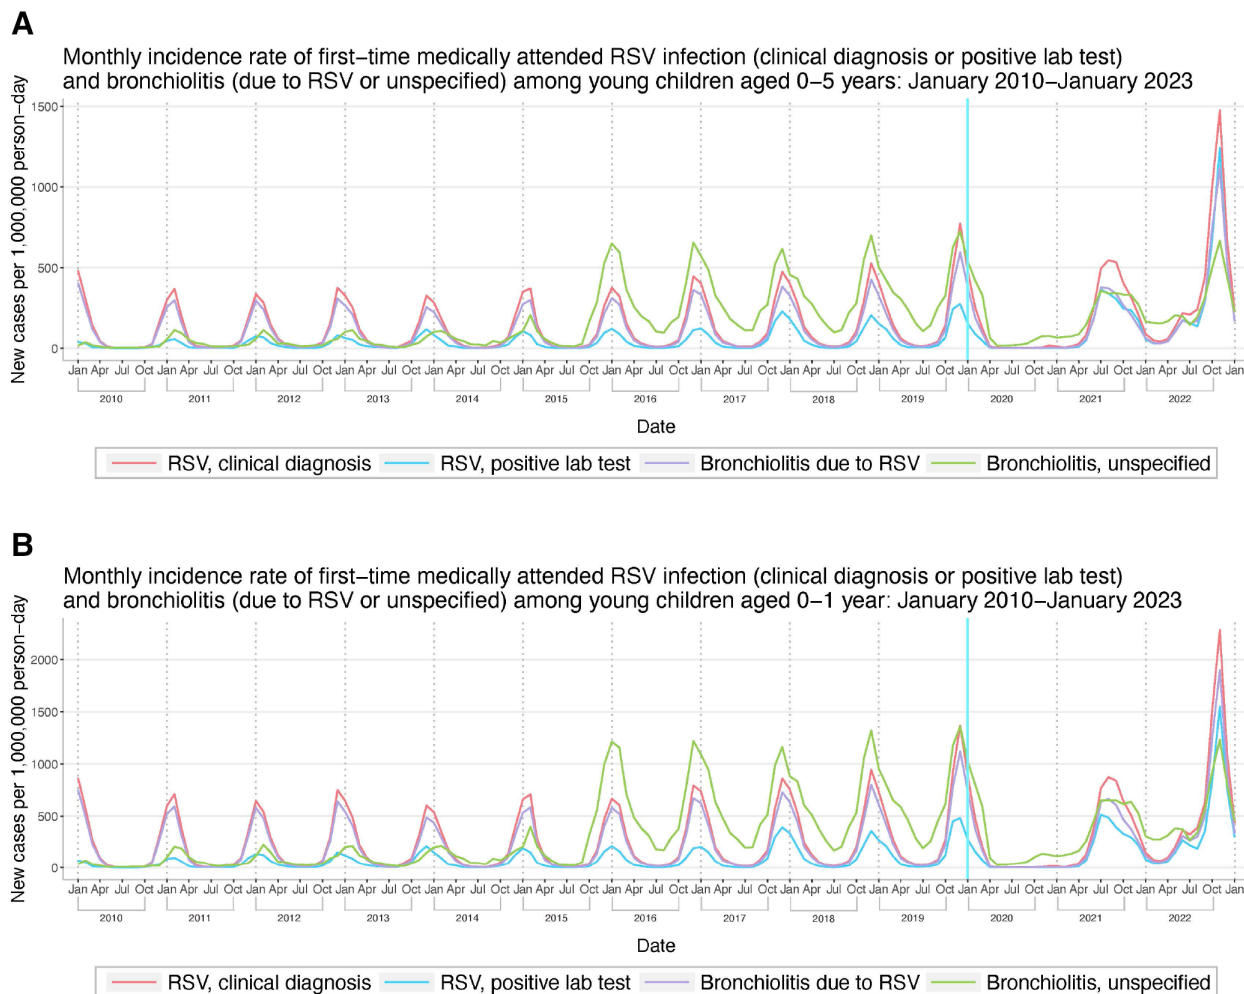 A
Monthly incidence rate of first−time medically attended RSV infection (clinical diagnosis or positive lab test)
and bronchiolitis (due to RSV or unspecified) among young children aged 0−5 years: January 2010−January 2023
New cases per 1,000,000 person−day
1500
1000
500
0
Jan Apr Jul Oct Jan Apr Jul Oct Jan Apr Jul Oct Jan Apr Jul Oct Jan Apr Jul Oct Jan Apr Jul Oct Jan Apr Jul Oct Jan Apr Jul Oct Jan Apr Jul Oct Jan Apr Jul Oct Jan Apr Jul Oct Jan Apr Jul Oct Jan Apr Jul Oct Jan
2010 2011 2012 2013 2014 2015 2016 2017 2018 2019 2020 2021 2022
Date
RSV, clinical diagnosis RSV, positive lab test Bronchiolitis due to RSV Bronchiolitis, unspecified
B
Monthly incidence rate of first−time medically attended RSV infection (clinical diagnosis or positive lab test)
and bronchiolitis (due to RSV or unspecified) among young children aged 0−1 year: January 2010−January 2023
New cases per 1,000,000 person−day
2000
1500
1000
500
0
Jan Apr Jul Oct Jan Apr Jul Oct Jan Apr Jul Oct Jan Apr Jul Oct Jan Apr Jul Oct Jan Apr Jul Oct Jan Apr Jul Oct Jan Apr Jul Oct Jan Apr Jul Oct Jan Apr Jul Oct Jan Apr Jul Oct Jan Apr Jul Oct Jan Apr Jul Oct Jan
2010 2011 2012 2013 2014 2015 2016 2017 2018 2019 2020 2021 2022
Date
RSV, clinical diagnosis RSV, positive lab test Bronchiolitis due to RSV Bronchiolitis, unspecified